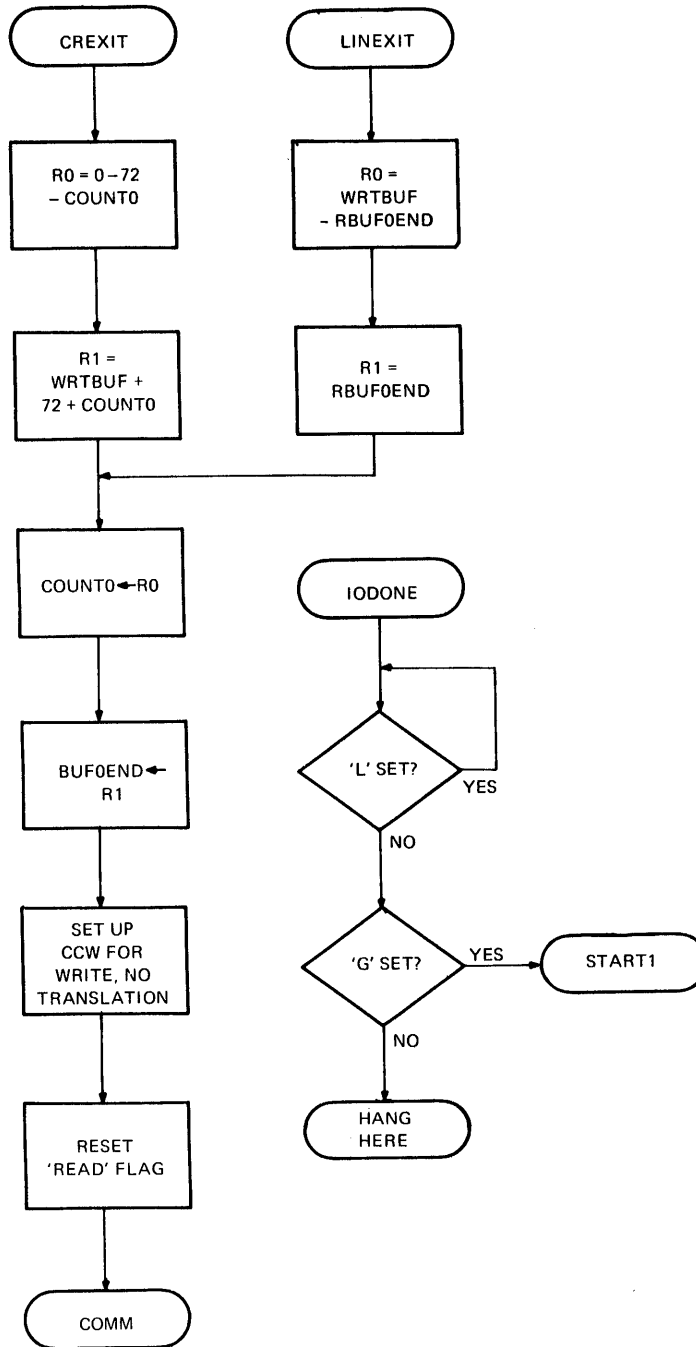 CREXIT
R0 = 0–72
– COUNT0
R1 =
WRTBUF +
72 + COUNT0
LINEXIT
R0 =
WRTBUF
– RBUF0END
R1 =
RBUF0END
COUNT0←R0
BUF0END←
R1
SET UP
CCW FOR
WRITE, NO
TRANSLATION
RESET
‘READ’ FLAG
COMM
IODONE
‘L’ SET?
YES
NO
‘G’ SET?
YES
START1
NO
HANG
HERE